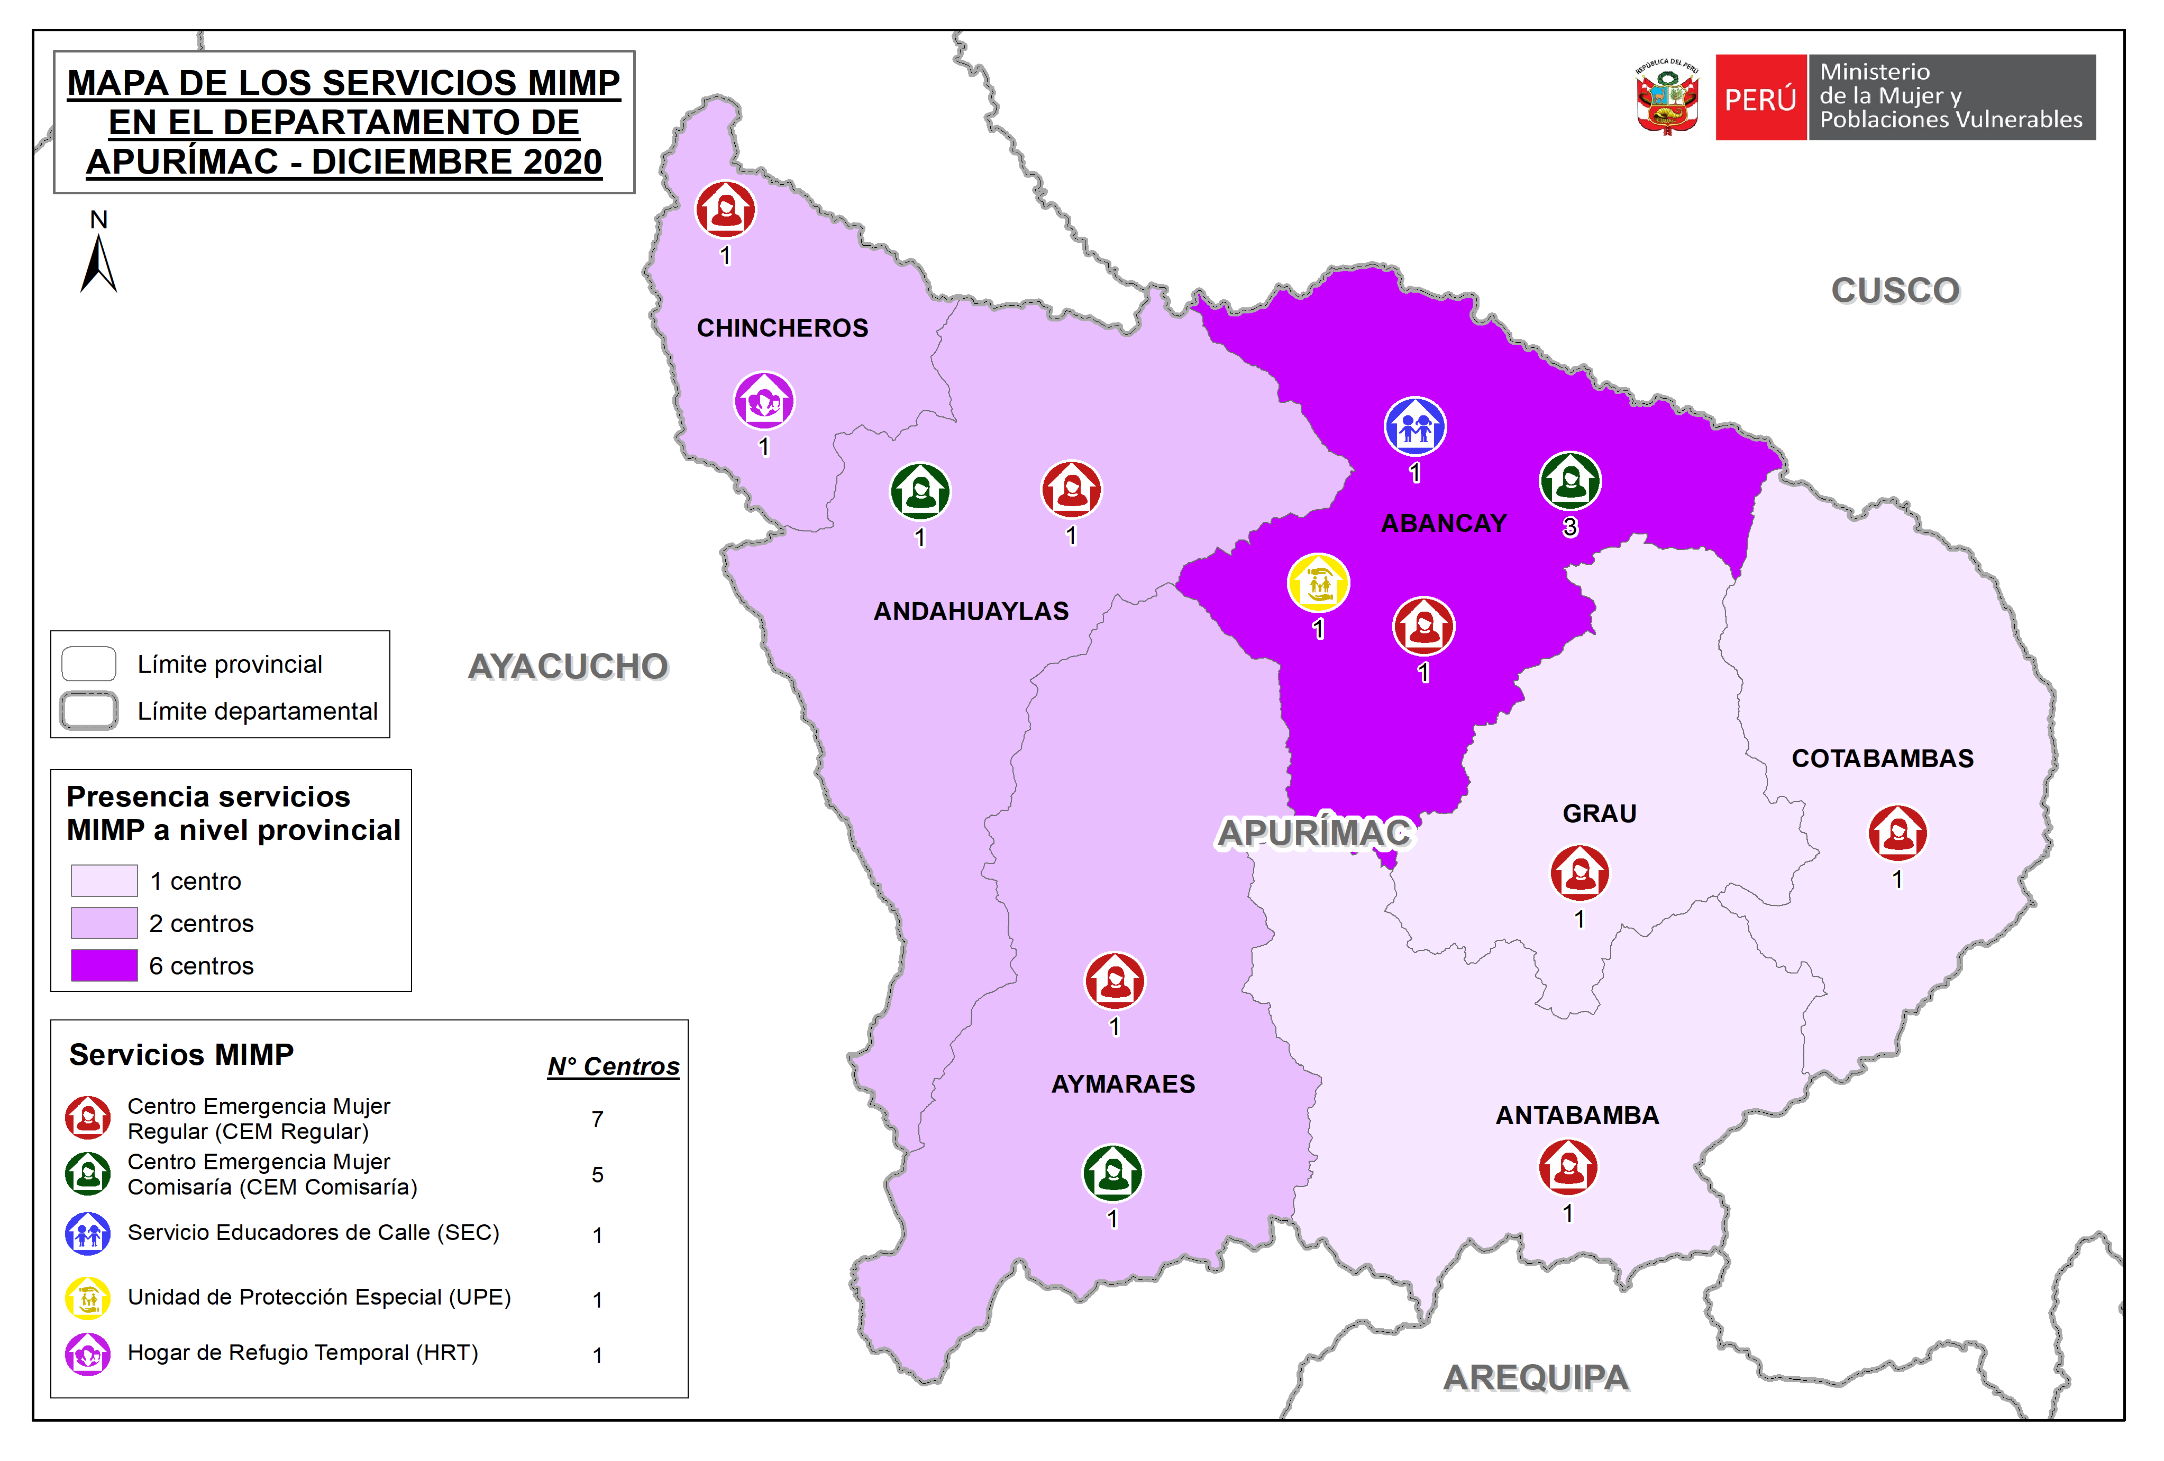 MAPA DE LOS SERVICIOS MIMP
EN EL DEPARTAMENTO DE
APURÍMAC - DICIEMBRE 2020
REPÚBLICA DEL PERÚ
PERÚ
Ministerio
de la Mujer y
Poblaciones Vulnerables
N
CUSCO
1
CHINCHEROS
1
1
1
1
3
ABANCAY
ANDAHUAYLAS
1
1
AYACUCHO
Límite provincial
Límite departamental
COTABAMBAS
1
GRAU
1
APURÍMAC
Presencia servicios
MIMP a nivel provincial
1 centro
2 centros
6 centros
1
AYMARAES
1
ANTABAMBA
1
Servicios MIMP
N° Centros
Centro Emergencia Mujer
Regular (CEM Regular)
7
Centro Emergencia Mujer
Comisaría (CEM Comisaría)
5
Servicio Educadores de Calle (SEC)
1
Unidad de Protección Especial (UPE)
1
Hogar de Refugio Temporal (HRT)
1
AREQUIPA